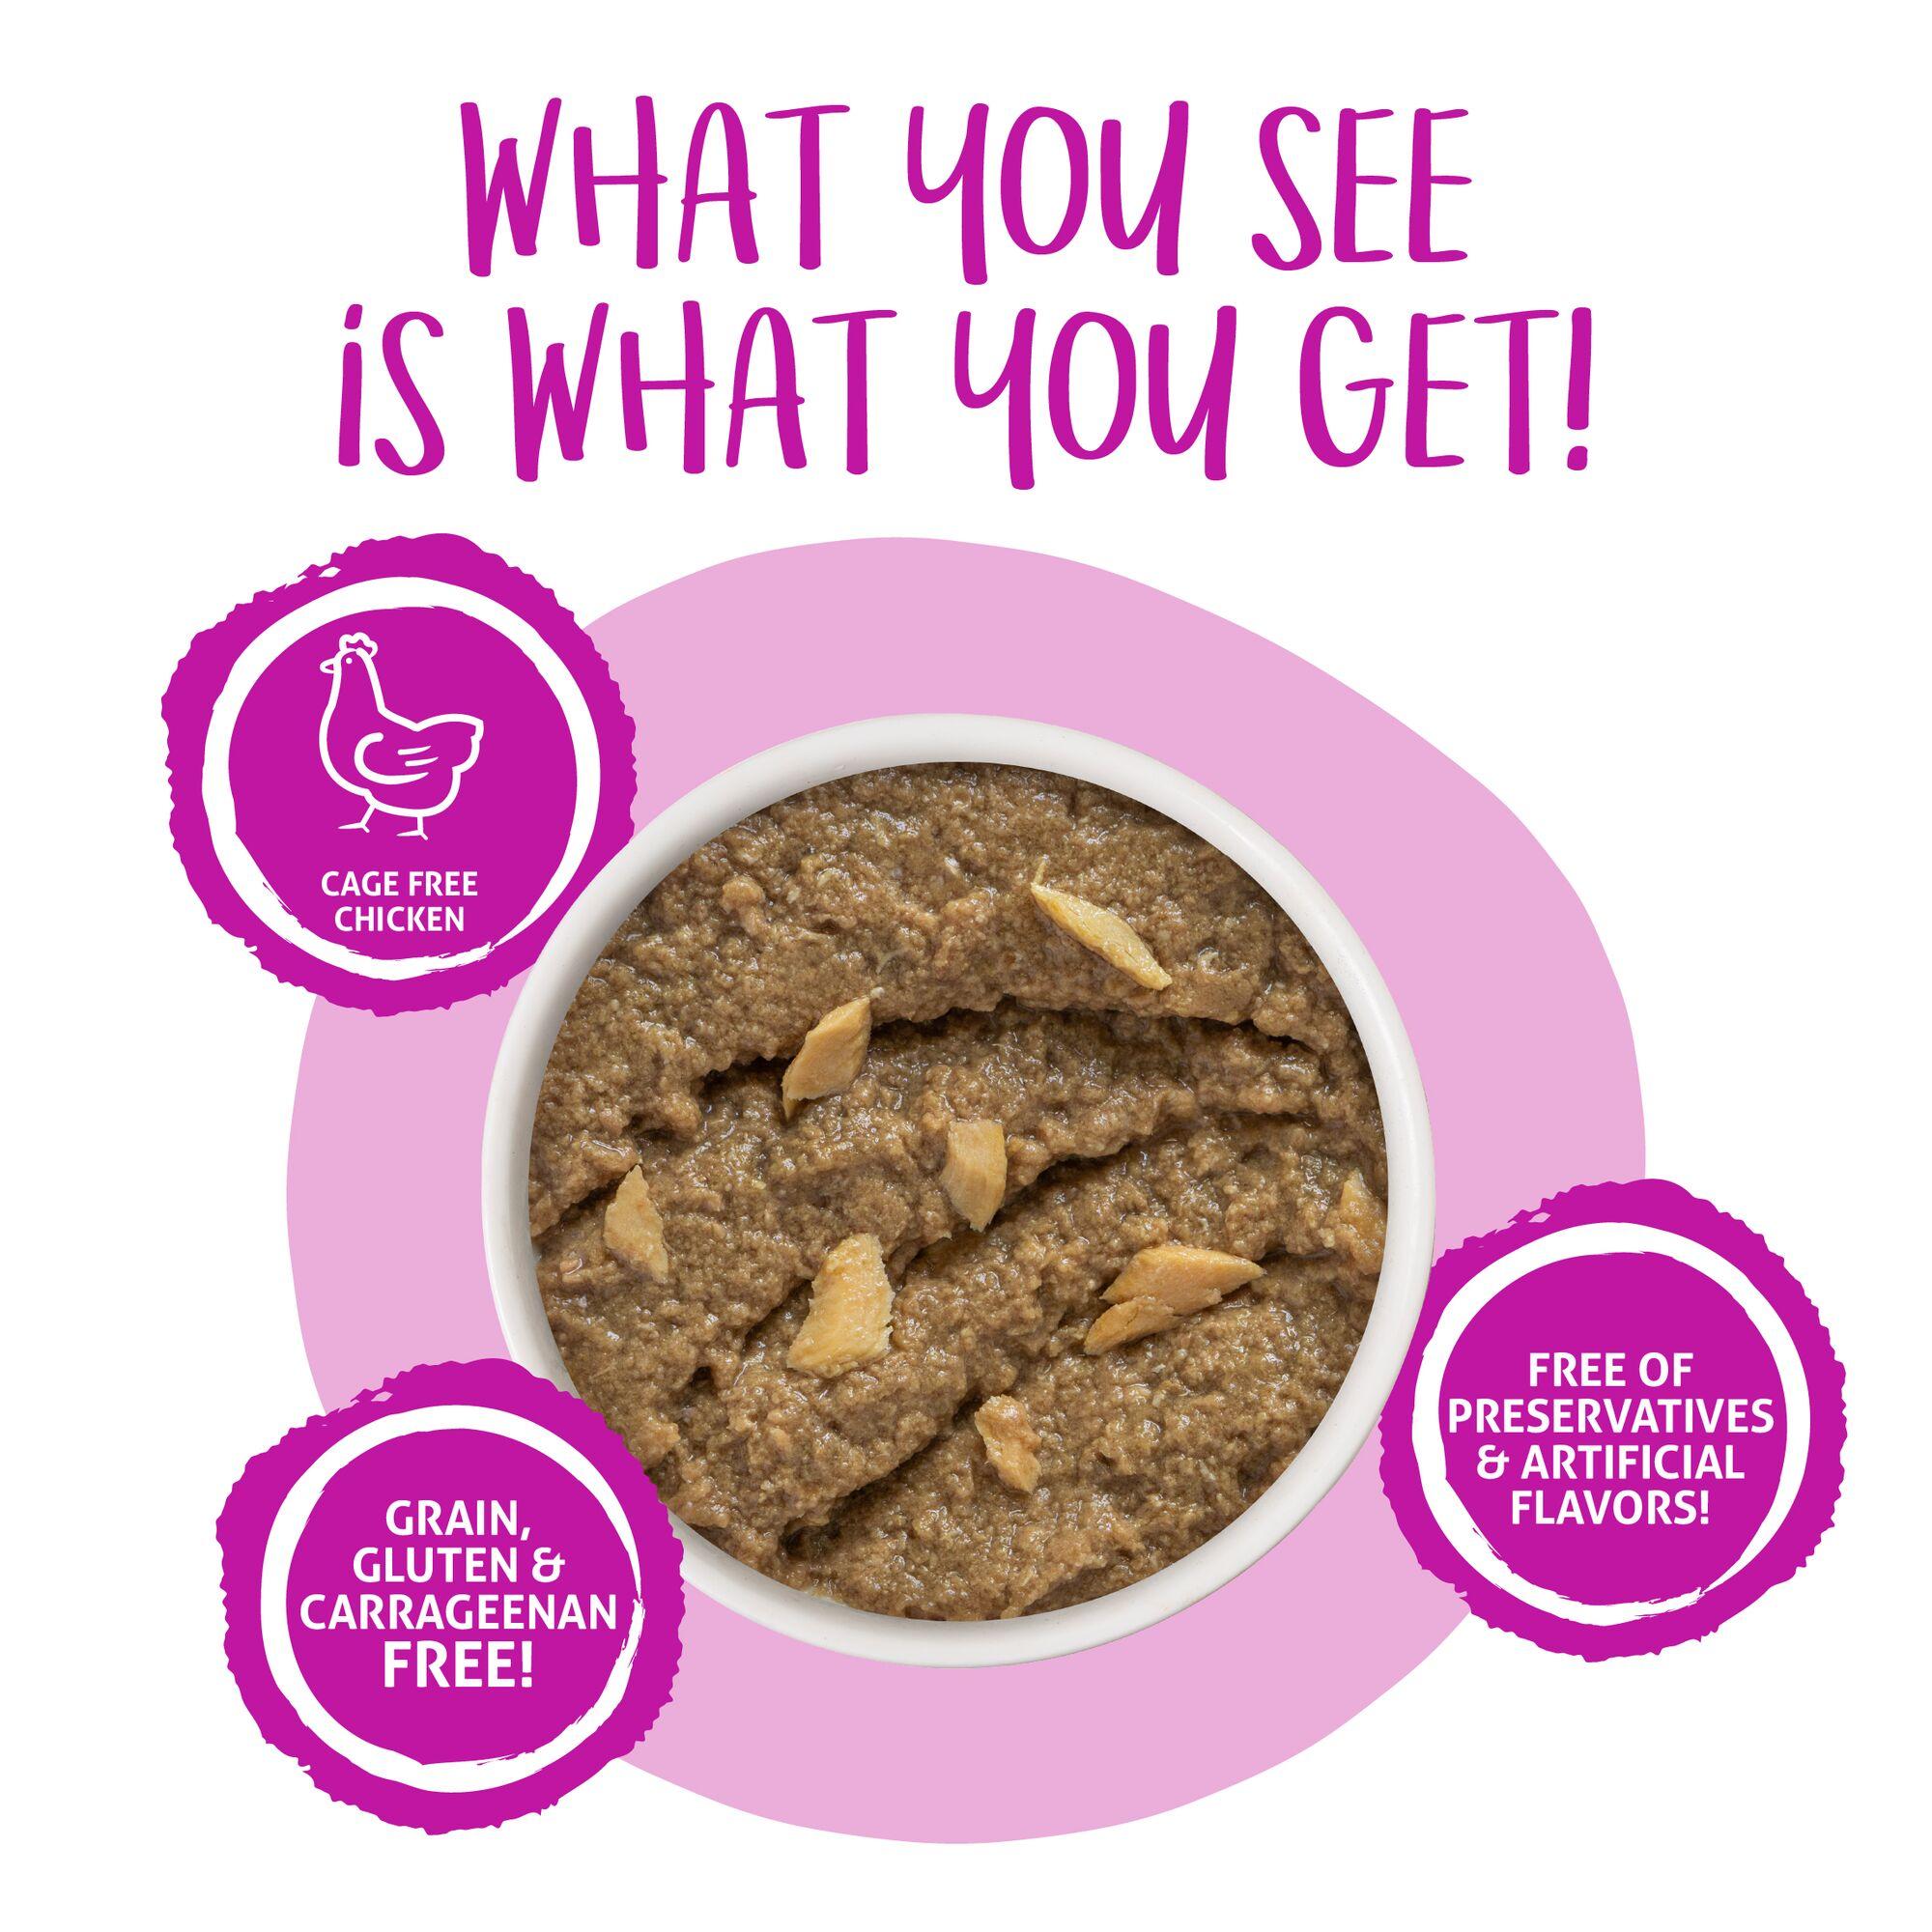 WHAT YOU SEE
iS WHAT YOU GET!
CAGE FREE
CHICKEN
FREE OF
PRESERVATIVES
& ARTIFICIAL
FLAVORS!
GRAIN,
GLUTEN &
CARRAGEENAN
FREE!